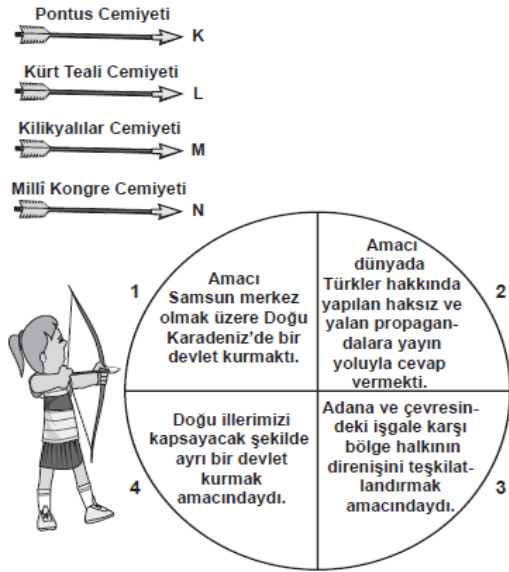 Pontus Cemiyeti
K
Kürt Teali Cemiyeti
L
Kilikyalılar Cemiyeti
M
Millî Kongre Cemiyeti
N
1
Amacı
Samsun merkez
olmak üzere Doğu
Karadeniz'de bir
devlet kurmaktı.
Amacı
dünyada
Türkler hakkında
yapılan haksız ve
yalan propagan-
dalara yayın
yoluyla cevap
vermekti.
2
4
Doğu illerimizi
kapsayacak şekilde
ayrı bir devlet
kurmak
amacındaydı.
Adana ve çevresin-
deki işgale karşı
bölge halkının
direnişini teşkilat-
landırmak
amacındaydı.
3